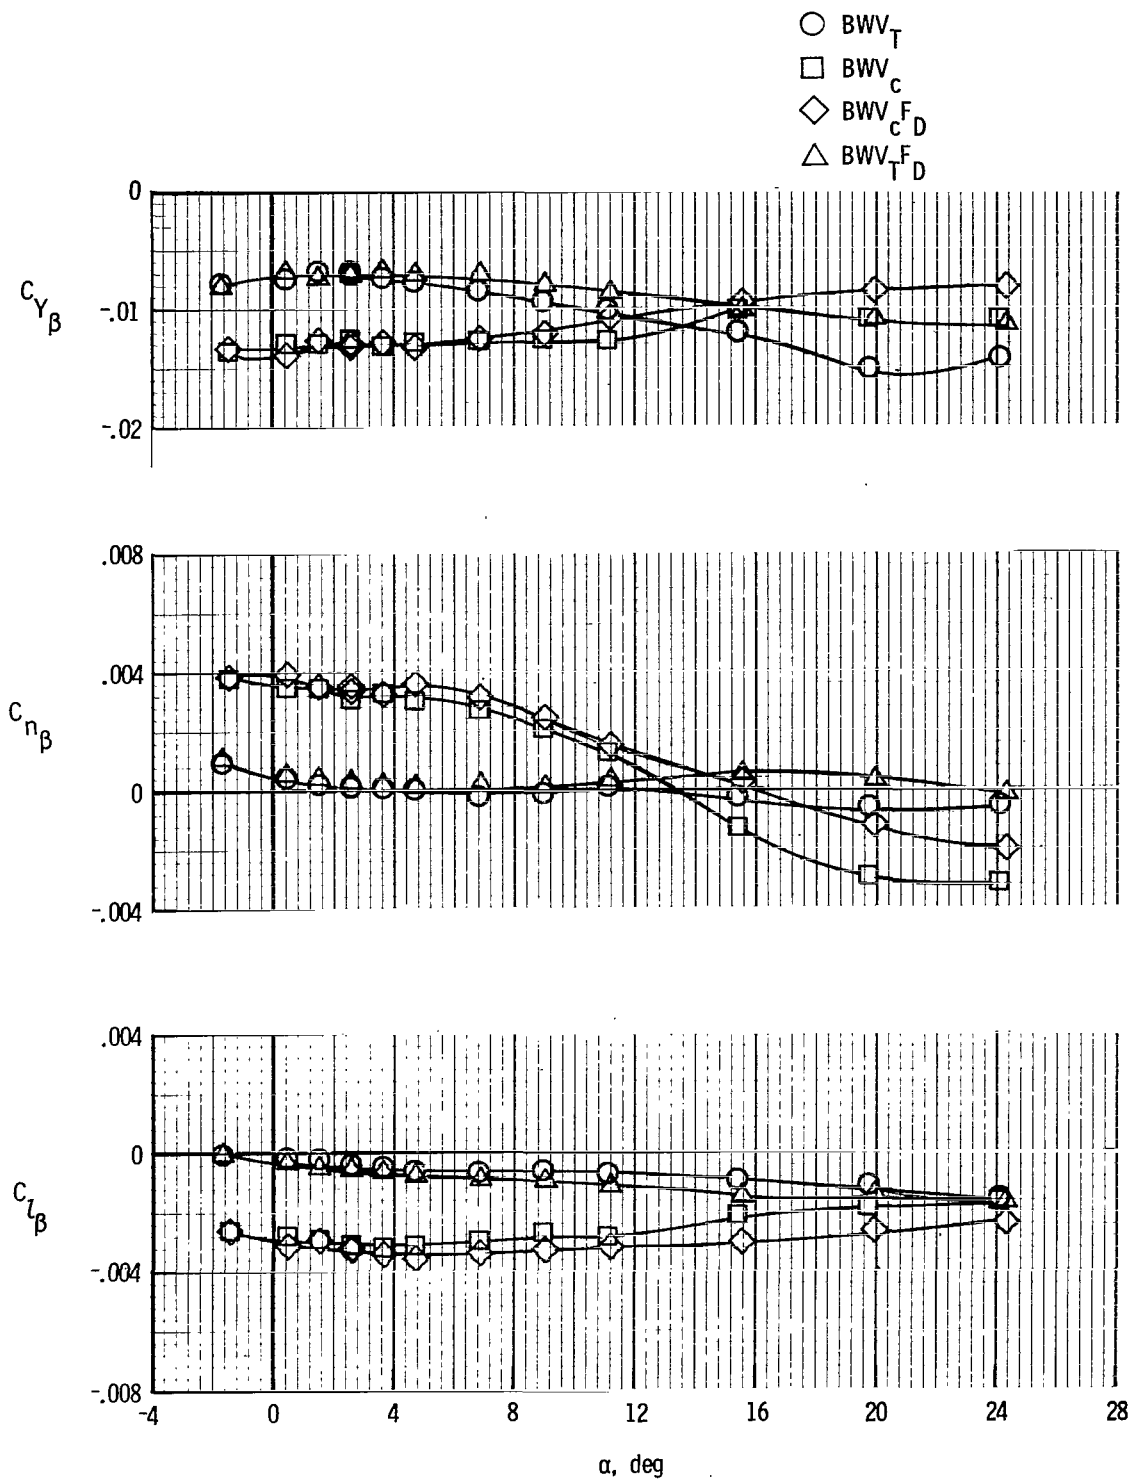 BWV_T
BWV_c
BWV_cF_D
BWV_TF_D
0
C_Yβ
-.01
-.02
.008
.004
C_nβ
0
-.004
.004
0
C_lβ
-.004
-.008
-4 0 4 8 12 16 20 24 28
α, deg